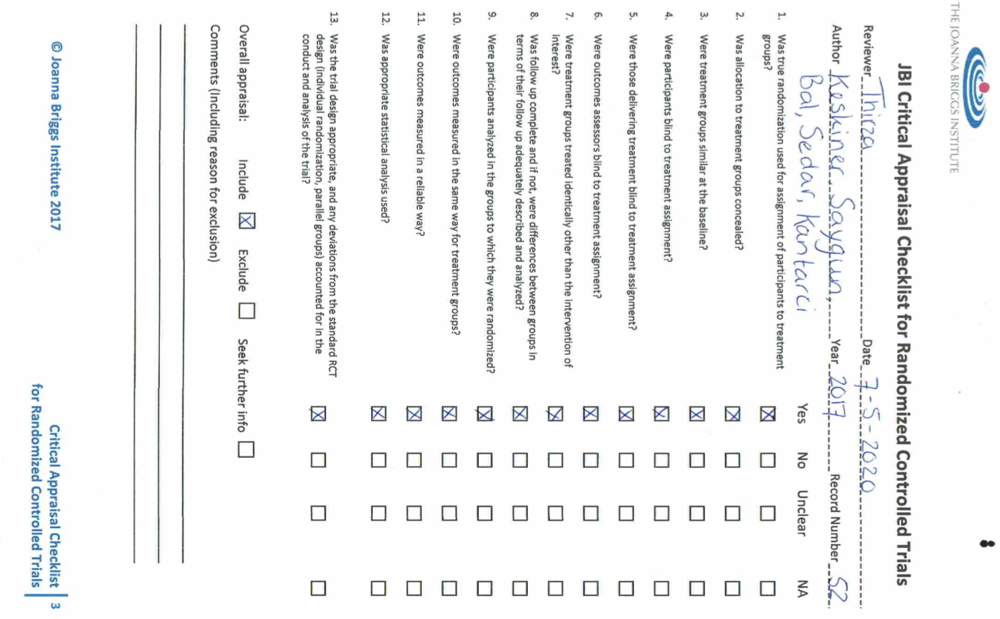 THE JOANNA BRIGGS INSTITUTE
JBI Critical Appraisal Checklist for Randomized Controlled Trials
Reviewer Thirza Date 7-5-2020
Author Keskiner, Saygun, Year 2017 Record Number 52
Bal, Sedar, Kantarci
Yes No Unclear NA
1. Was true randomization used for assignment of participants to treatment
groups?
2. Was allocation to treatment groups concealed?
3. Were treatment groups similar at the baseline?
4. Were participants blind to treatment assignment?
5. Were those delivering treatment blind to treatment assignment?
6. Were outcomes assessors blind to treatment assignment?
7. Were treatment groups treated identically other than the intervention of
interest?
8. Was follow up complete and if not, were differences between groups in
terms of their follow up adequately described and analyzed?
9. Were participants analyzed in the groups to which they were randomized?
10. Were outcomes measured in the same way for treatment groups?
11. Were outcomes measured in a reliable way?
12. Was appropriate statistical analysis used?
13. Was the trial design appropriate, and any deviations from the standard RCT
design (individual randomization, parallel groups) accounted for in the
conduct and analysis of the trial?
Overall appraisal: Include Exclude Seek further info
Comments (Including reason for exclusion)
© Joanna Briggs Institute 2017
Critical Appraisal Checklist
for Randomized Controlled Trials
3